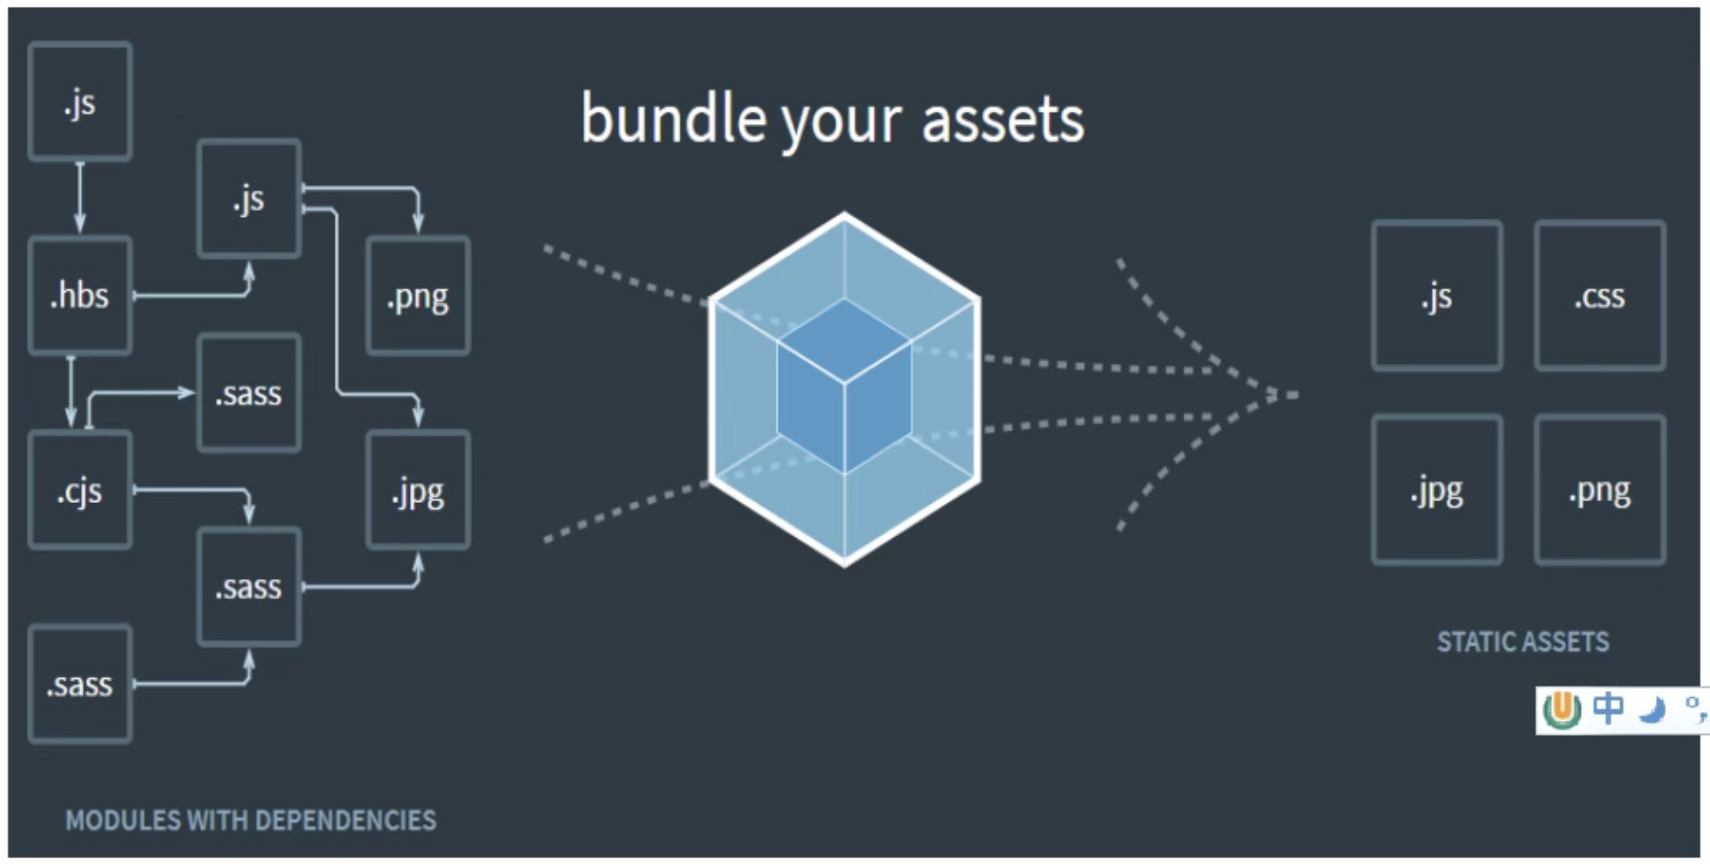 bundle your assets
.js
.js
.hbs
.png
.sass
.cjs
.jpg
.sass
.sass
MODULES WITH DEPENDENCIES
.js
.css
.jpg
.png
STATIC ASSETS
U 中